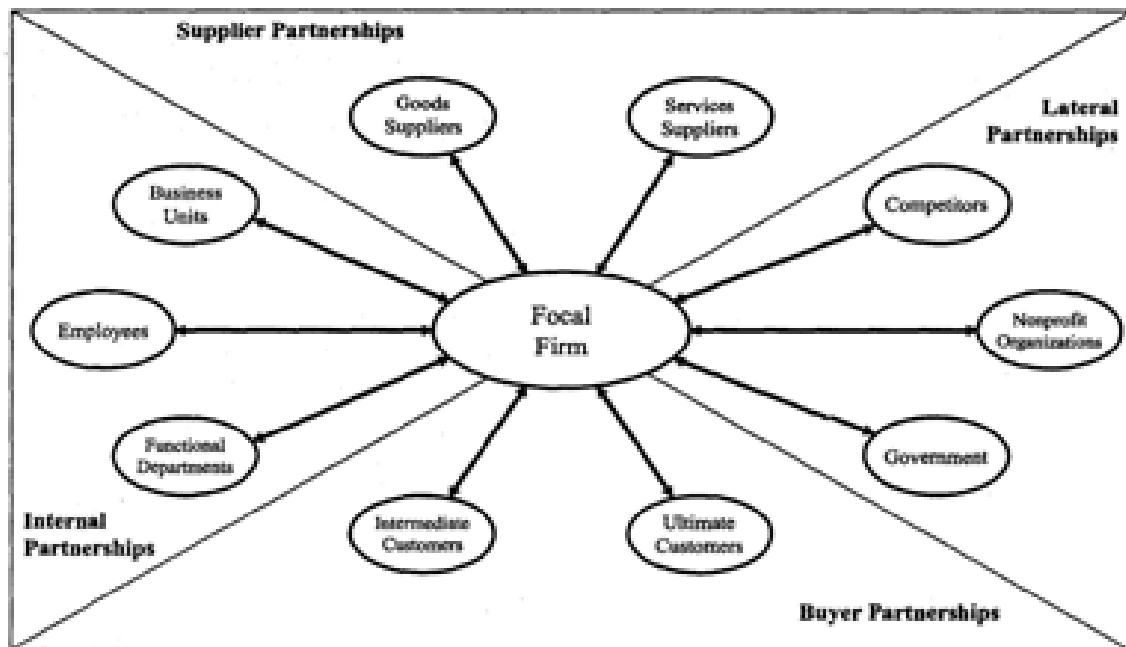 Supplier Partnerships
Goods
Suppliers
Services
Suppliers
Lateral
Partnerships
Business
Units
Competitors
Employees
Focal
Firm
Nonprofit
Organizations
Functional
Departments
Government
Internal
Partnerships
Intermediate
Customers
Ultimate
Customers
Buyer Partnerships